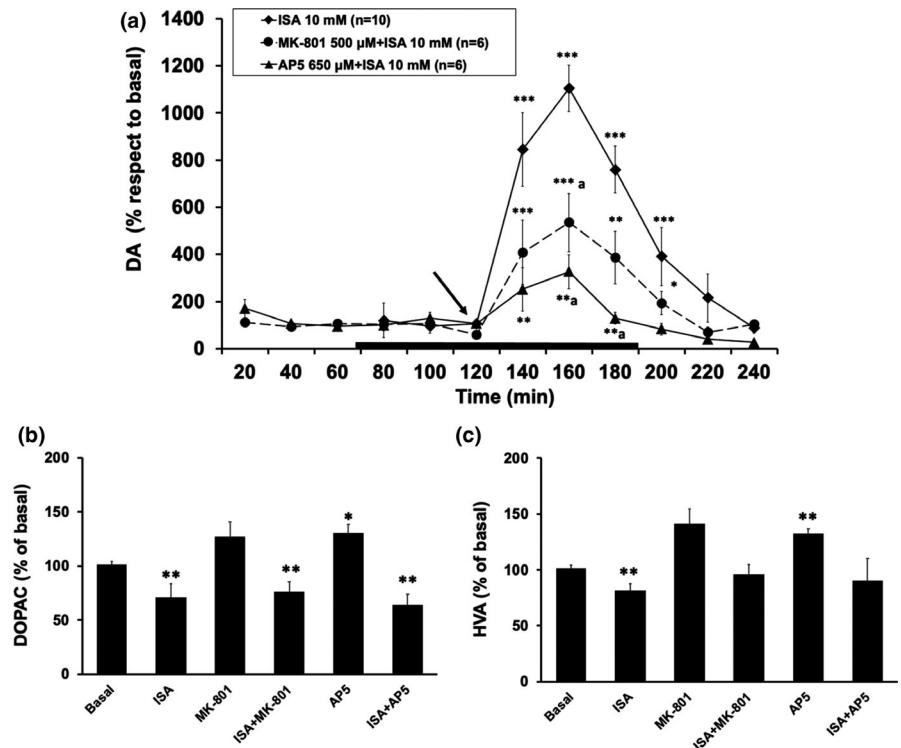 (a)
1400
1200
1000
800
600
400
200
0
DA (% respect to basal)
ISA 10 mM (n=10)
MK-801 500 µM+ISA 10 mM (n=6)
AP5 650 µM+ISA 10 mM (n=6)
***
***
***
***
*** a
***
**
*
**a
**
**a
20 40 60 80 100 120 140 160 180 200 220 240
Time (min)
(b)
200
150
100
50
0
DOPAC (% of basal)
**
**
*
**
Basal ISA MK-801 ISA+MK-801 AP5 ISA+AP5
(c)
200
150
100
50
0
HVA (% of basal)
**
**
Basal ISA MK-801 ISA+MK-801 AP5 ISA+AP5